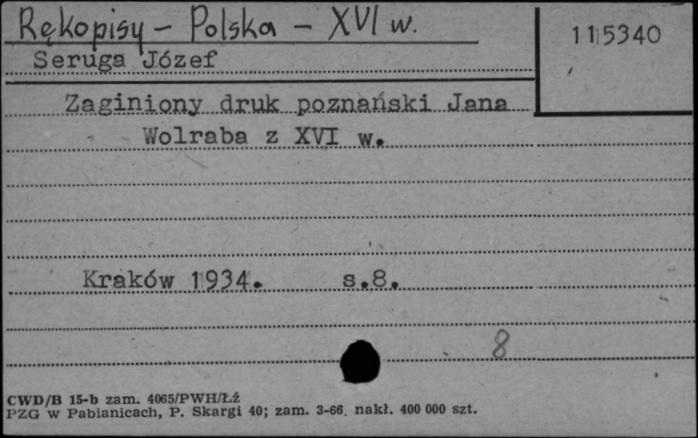 Rękopisy - Polska - XVI w.
115340
Seruga Józef
Zaginiony druk poznański Jana
Wolraba z XVI w.
Kraków 1934. s.8.
8
CWD/B 15-b zam. 4065/PWH/Łź
PZG w Pabianicach, P. Skargi 40; zam. 3-66. nakł. 400 000 szt.